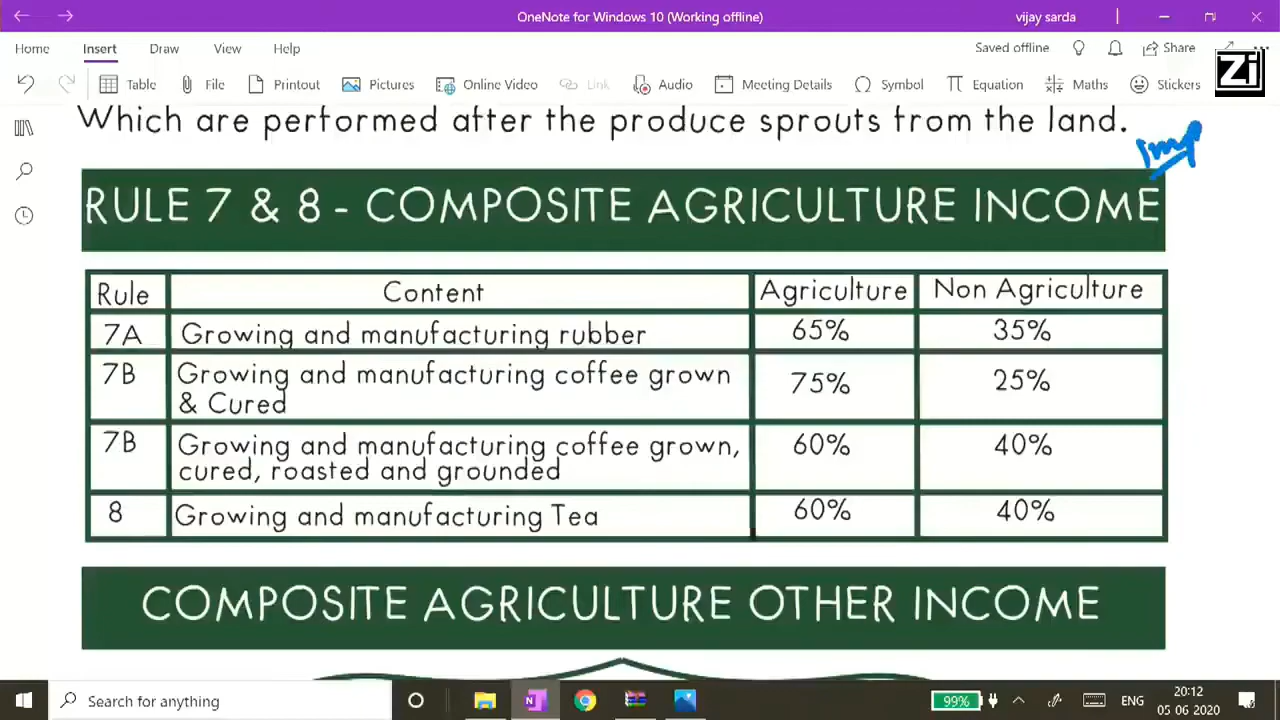 OneNote for Windows 10 (Working offline)
vijay sarda
Home
Insert
Draw
View
Help
Saved offline
Share
Table
File
Printout
Pictures
Online Video
Link
Audio
Meeting Details
Symbol
Equation
Maths
Stickers
Zi
Which are performed after the produce sprouts from the land.
Imp
RULE 7 & 8 - COMPOSITE AGRICULTURE INCOME
Rule Content Agriculture Non Agriculture
7A Growing and manufacturing rubber 65% 35%
7B Growing and manufacturing coffee grown 75% 25%
& Cured
7B Growing and manufacturing coffee grown, 60% 40%
cured, roasted and grounded
8 Growing and manufacturing Tea 60% 40%
COMPOSITE AGRICULTURE OTHER INCOME
Search for anything
99%
ENG
20:12
05-06-2020